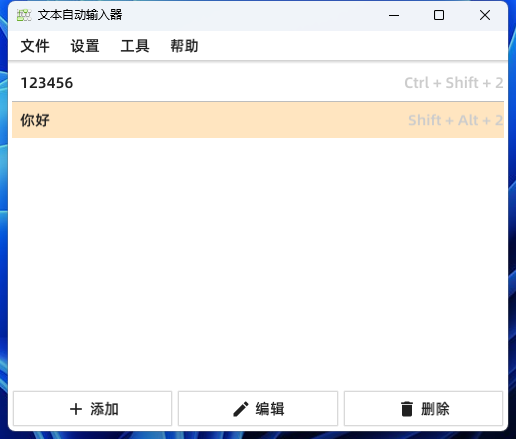 文本自动输入器
文件 设置 工具 帮助
123456 Ctrl + Shift + 2
你好 Shift + Alt + 2
添加 编辑 删除